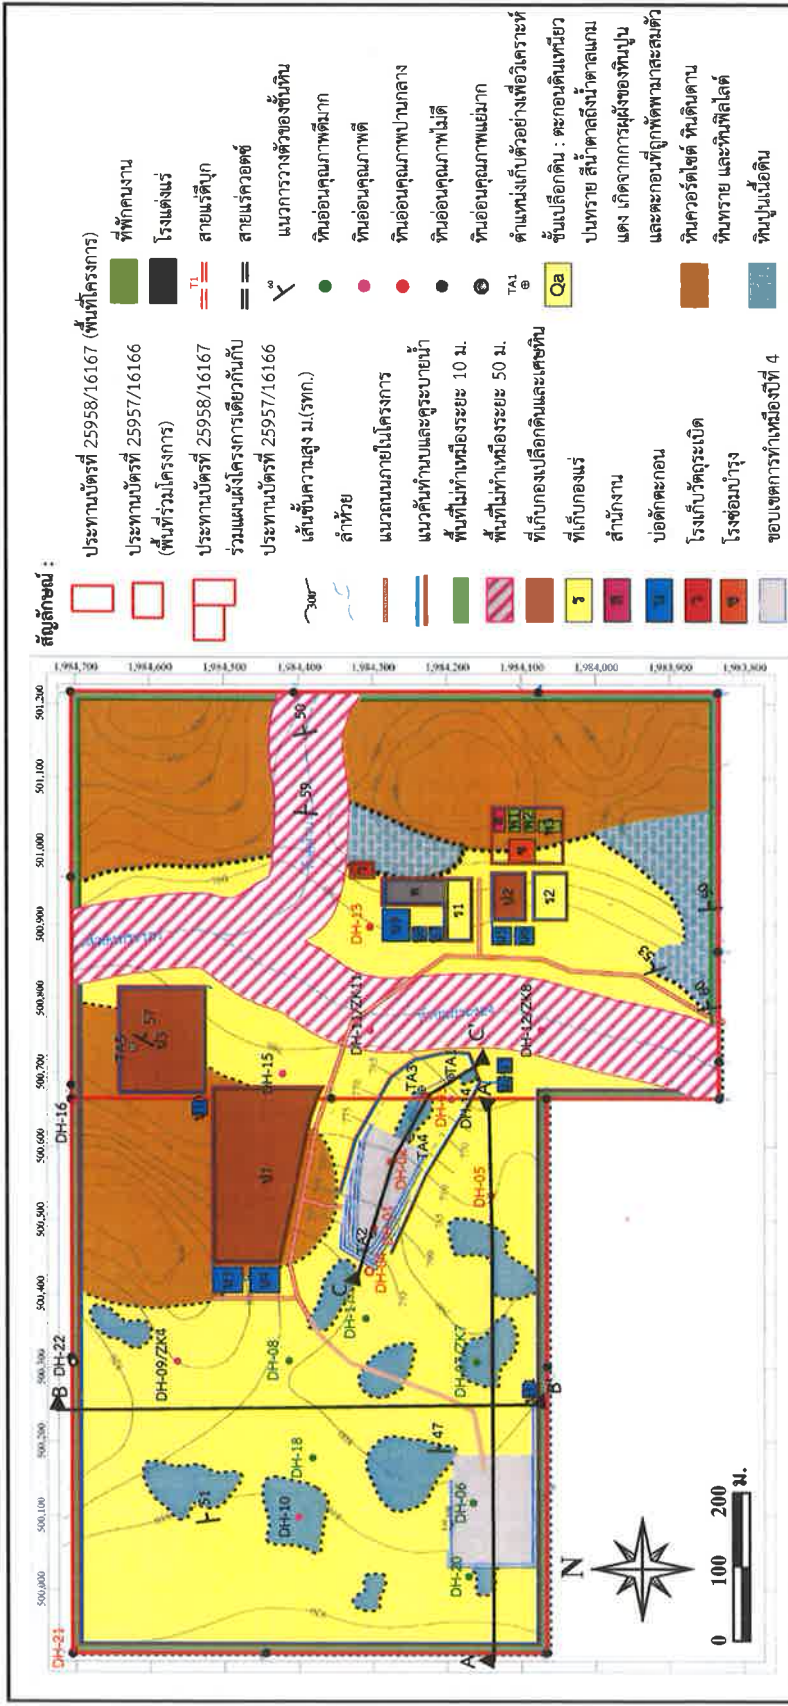 สัญลักษณ์ :
ประทานบัตรที่ 25958/16167 (พื้นที่โครงการ)
ประทานบัตรที่ 25957/16166
(พื้นที่ร่วมโครงการ)
ประทานบัตรที่ 25958/16167
ร่วมแผนผังโครงการเดียวกันกับ
ประทานบัตรที่ 25957/16166
300
เส้นชั้นความสูง ม.(รทก.)
ลำห้วย
แนวถนนภายในโครงการ
แนวคันทำนบและคูระบายน้ำ
พื้นที่ไม่ทำเหมืองระยะ 10 ม.
พื้นที่ไม่ทำเหมืองระยะ 50 ม.
ที่เก็บกองเปลือกดินและเศษหิน
ร ที่เก็บกองแร่
ส สำนักงาน
บ่อดักตะกอน
ว โรงเก็บวัตถุระเบิด
ซ โรงซ่อมบำรุง
ขอบเขตการทำเหมืองปีที่ 4
ที่พักคนงาน
โรงแต่งแร่
T1 สายแร่ดีบุก
สายแร่ควอตซ์
แนวการวางตัวของชั้นหิน
หินอ่อนคุณภาพดีมาก
หินอ่อนคุณภาพดี
หินอ่อนคุณภาพปานกลาง
หินอ่อนคุณภาพไม่ดี
หินอ่อนคุณภาพแย่มาก
TA1 ตำแหน่งเก็บตัวอย่างเพื่อวิเคราะห์
Qa ชั้นเปลือกดิน : ตะกอนดินเหนียว
ปนทราย สีน้ำตาลถึงน้ำตาลแกม
แดง เกิดจากการผุพังของหินปูน
และตะกอนที่ถูกพัดพามาสะสมตัว
หินควอร์ตไซต์ หินดินดาน
หินทราย และหินฟิลไลต์
หินปูนเนื้อดิน
500,000
500,100
500,200
500,300
500,400
500,500
500,600
500,700
500,800
500,900
501,000
501,100
501,200
1,984,700
1,984,600
1,984,500
1,984,400
1,984,300
1,984,200
1,984,100
1,984,000
1,983,900
1,983,800
DH-21
B DH-22
DH-16
DH-09/ZK4
DH-08
DH-18
DH-10
DH-06
DH-20
DH-07/ZK7
DH-05
DH-01
DH-15
DH-11/ZK11
DH-12/ZK8
DH-13
DH-14
TA1
TA2
TA3
TA4
TA5
57
51
47
59
50
53
A
A'
B'
C
C'
N
0 100 200 ม.